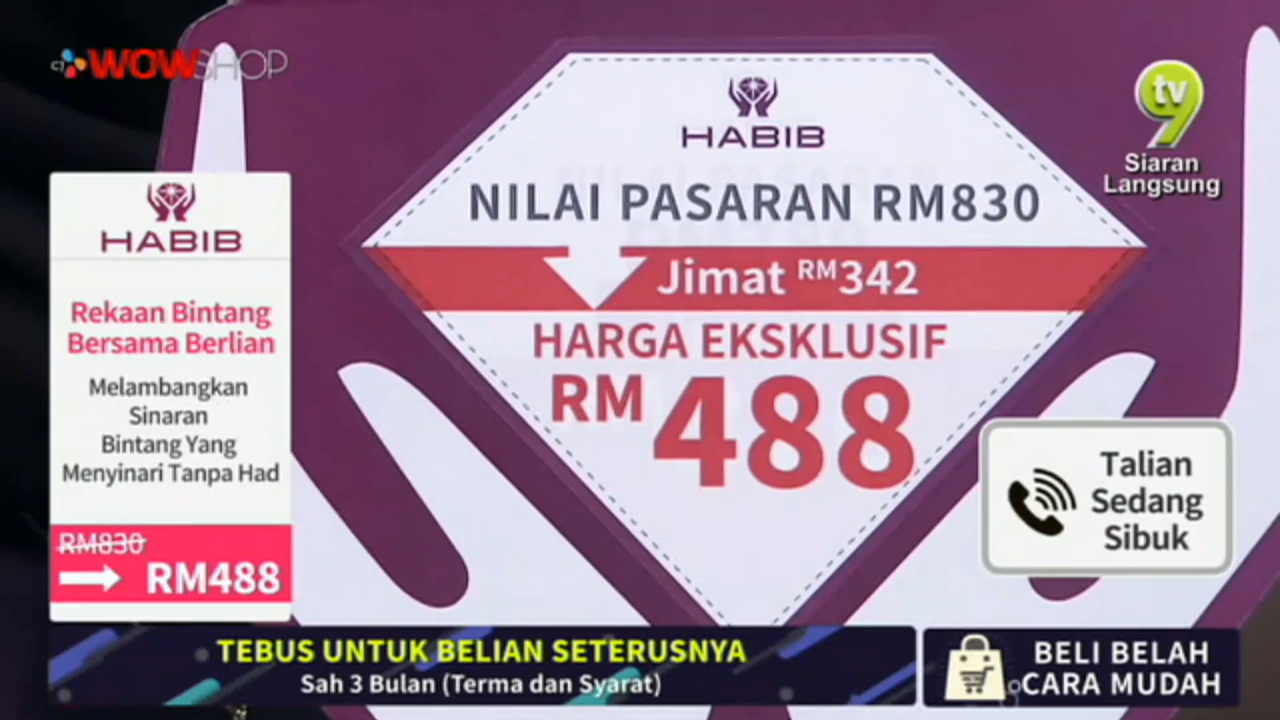 CJ WOWSHOP
tv9
Siaran
Langsung
HABIB
NILAI PASARAN RM830
Jimat RM342
HARGA EKSKLUSIF
RM488
HABIB
Rekaan Bintang
Bersama Berlian
Melambangkan
Sinaran
Bintang Yang
Menyinari Tanpa Had
RM830
RM488
Talian
Sedang
Sibuk
TEBUS UNTUK BELIAN SETERUSNYA
Sah 3 Bulan (Terma dan Syarat)
BELI BELAH
CARA MUDAH